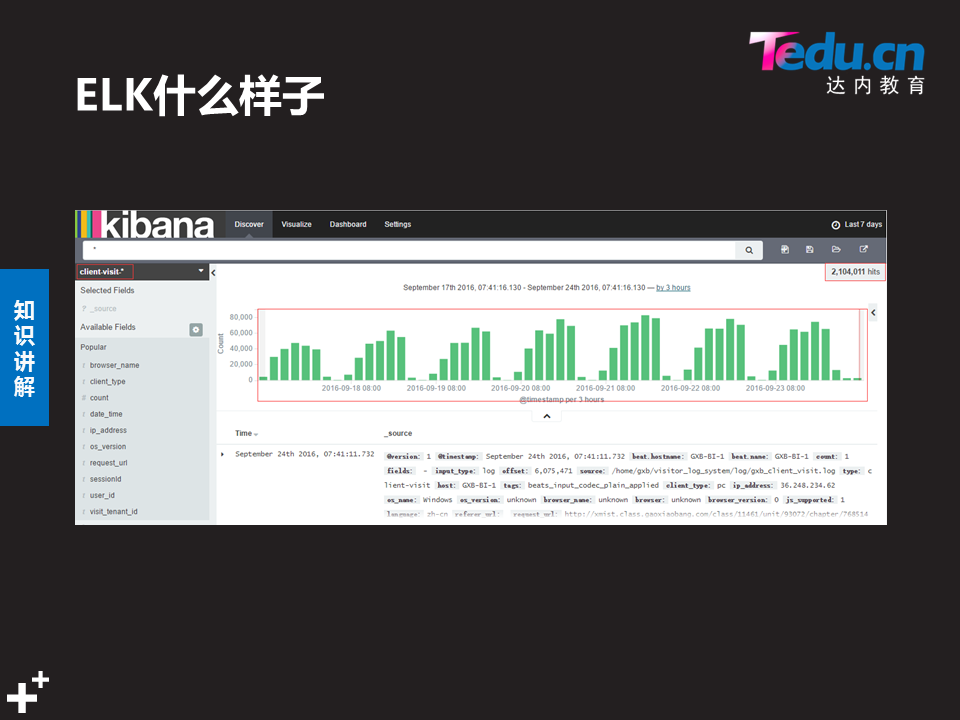 Tedu.cn
达内教育
ELK什么样子
知识讲解
kibana
Discover Visualize Dashboard Settings
Last 7 days
*
client-visit-*
2,104,011 hits
Selected Fields
? _source
Available Fields
Popular
t browser_name
t client_type
# count
t date_time
t ip_address
t os_version
t request_url
t sessionId
t user_id
t visit_tenant_id
September 17th 2016, 07:41:16.130 - September 24th 2016, 07:41:16.130 — by 3 hours
Count
80,000
60,000
40,000
20,000
0
2016-09-18 08:00 2016-09-19 08:00 2016-09-20 08:00 2016-09-21 08:00 2016-09-22 08:00 2016-09-23 08:00
@timestamp per 3 hours
Time _source
September 24th 2016, 07:41:11.732
@version: 1 @timestamp: September 24th 2016, 07:41:11.732 beat.hostname: GXB-BI-1 beat.name: GXB-BI-1 count: 1
fields: - input_type: log offset: 6,075,471 source: /home/gxb/visitor_log_system/log/gxb_client_visit.log type: c
lient-visit host: GXB-BI-1 tags: beats_input_codec_plain_applied client_type: pc ip_address: 36.248.234.62
os_name: Windows os_version: unknown browser_name: unknown browser: unknown browser_version: 0 js_supported: 1
language: zh-cn referer_url: request_url: http://xmist.class.gaoxiaobang.com/class/11461/unit/93072/chapter/768514